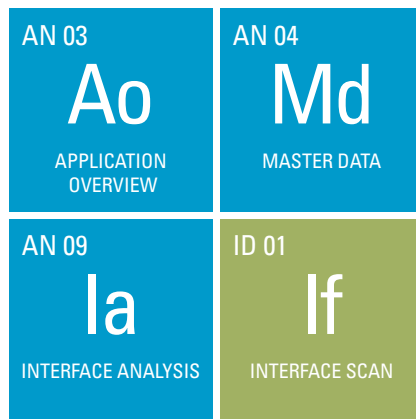 AN 03
Ao
APPLICATION
OVERVIEW
AN 04
Md
MASTER DATA
AN 09
Ia
INTERFACE ANALYSIS
ID 01
If
INTERFACE SCAN